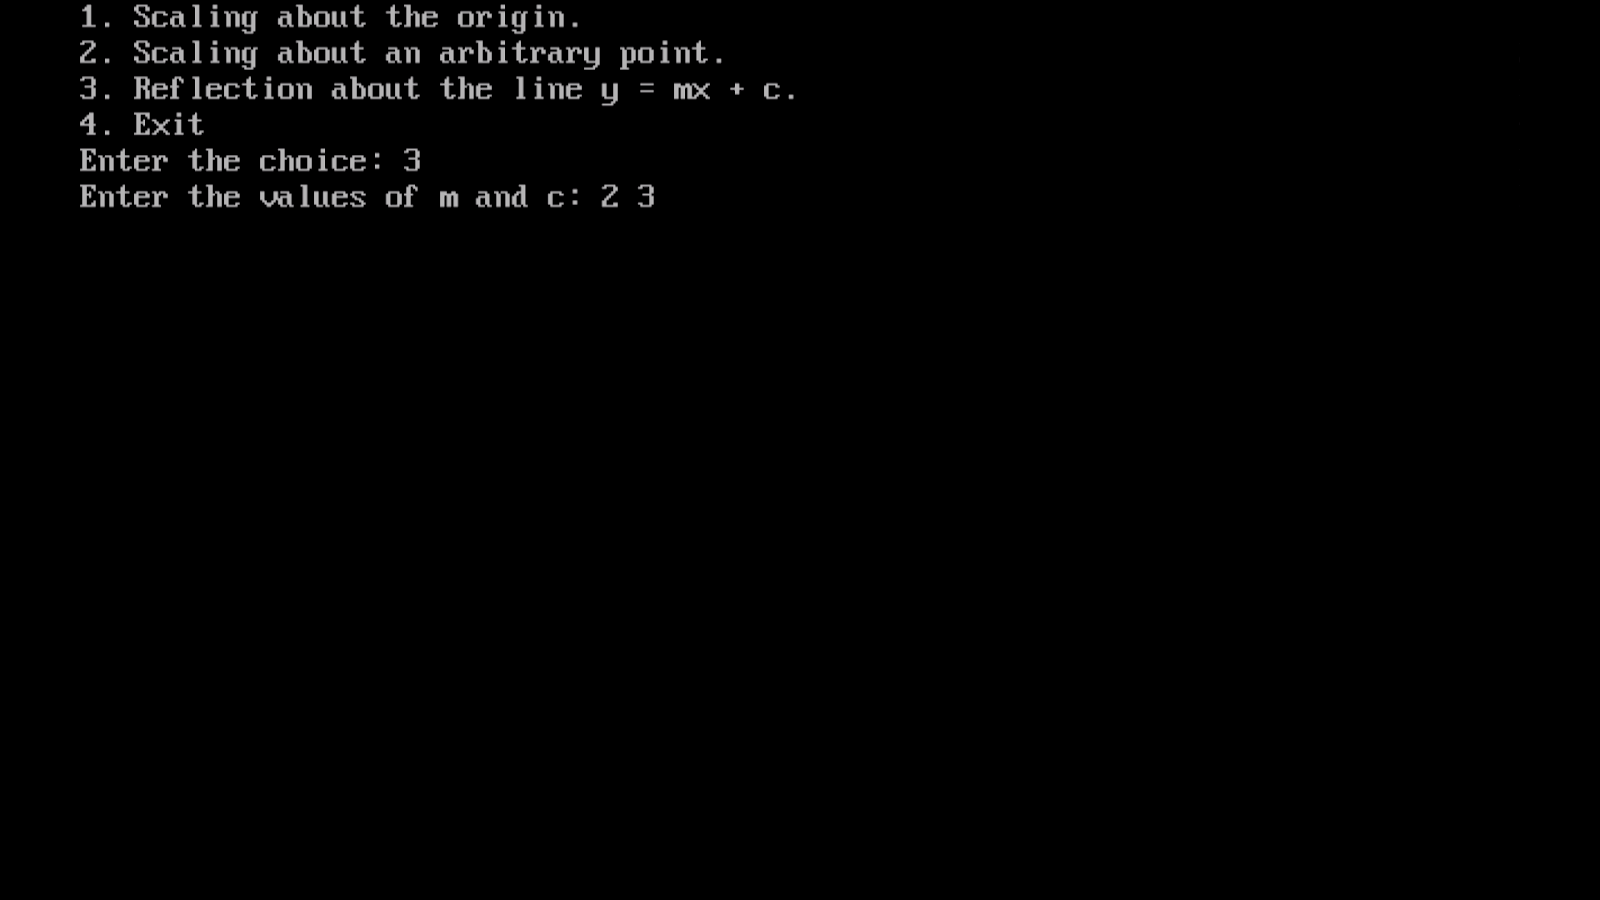 1. Scaling about the origin.
2. Scaling about an arbitrary point.
3. Reflection about the line y = mx + c.
4. Exit
Enter the choice: 3
Enter the values of m and c: 2 3